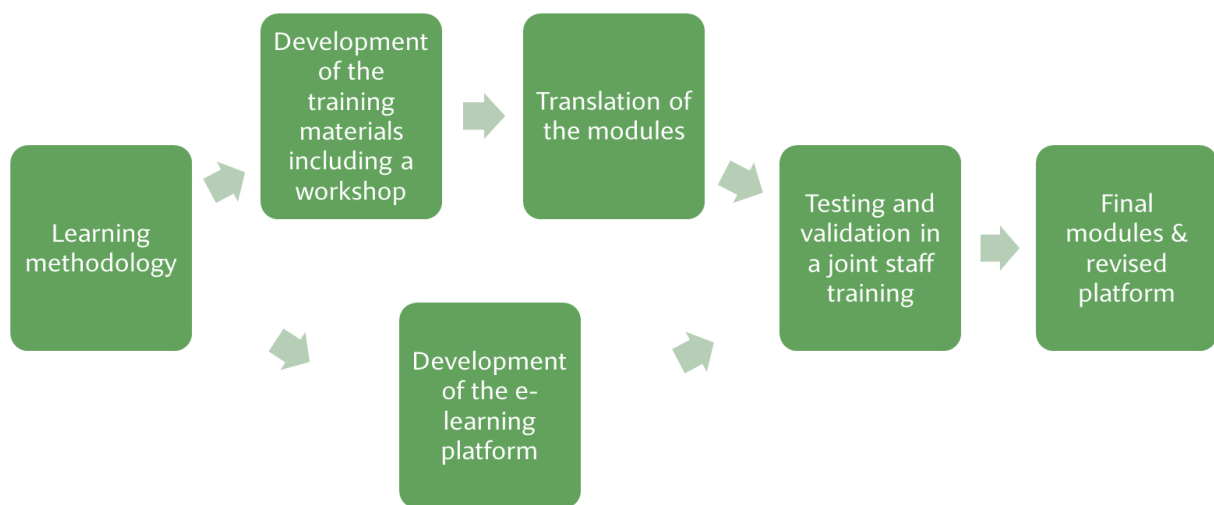 Learning
methodology
Development
of the
training
materials
including a
workshop
Translation of
the modules
Development
of the e-
learning
platform
Testing and
validation in
a joint staff
training
Final
modules &
revised
platform